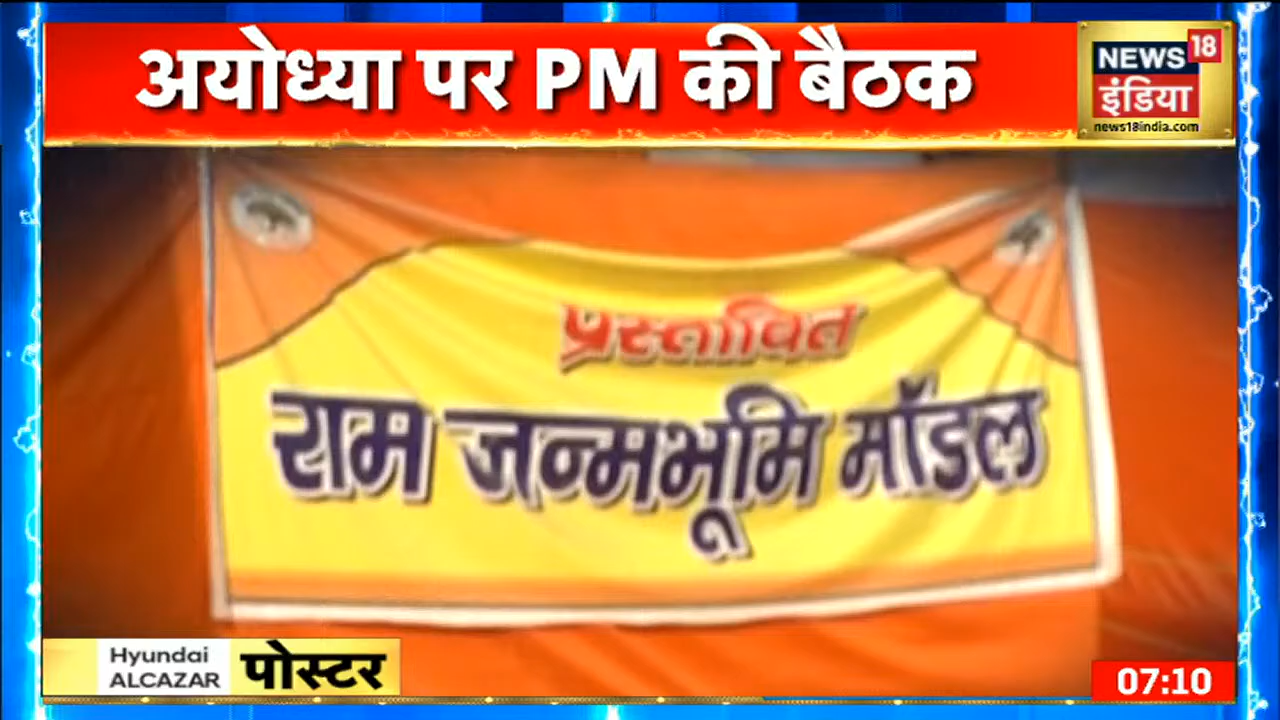 अयोध्या पर PM की बैठक
NEWS 18
इंडिया
news18india.com
प्रस्तावित
राम जन्मभूमि मॉडल
Hyundai
ALCAZAR
पोस्टर
07:10